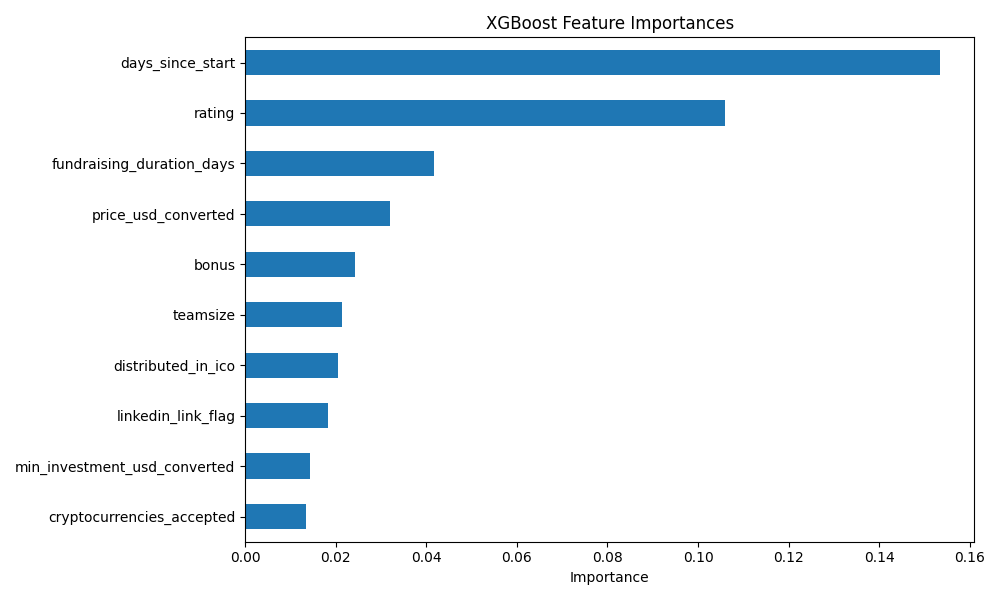 XGBoost Feature Importances
days_since_start
rating
fundraising_duration_days
price_usd_converted
bonus
teamsize
distributed_in_ico
linkedin_link_flag
min_investment_usd_converted
cryptocurrencies_accepted
0.00 0.02 0.04 0.06 0.08 0.10 0.12 0.14 0.16
Importance